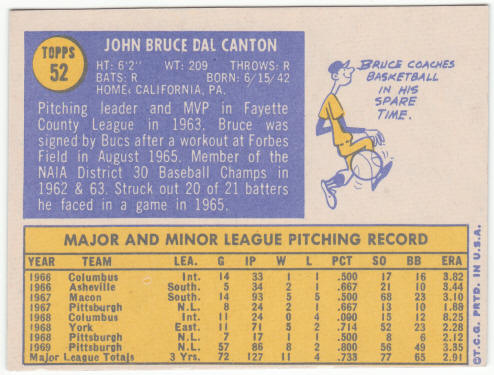 TOPPS
52
JOHN BRUCE DAL CANTON
HT: 6'2" WT: 209 THROWS: R
BATS: R BORN: 6/15/42
HOME: CALIFORNIA, PA.
Pitching leader and MVP in Fayette
County League in 1963. Bruce was
signed by Bucs after a workout at Forbes
Field in August 1965. Member of the
NAIA District 30 Baseball Champs in
1962 & 63. Struck out 20 of 21 batters
he faced in a game in 1965.
BRUCE COACHES
BASKETBALL
IN HIS
SPARE
TIME.
MAJOR AND MINOR LEAGUE PITCHING RECORD
YEAR TEAM LEA. G IP W L PCT SO BB ERA
1966 Columbus Int. 14 33 1 1 .500 17 16 3.82
1966 Asheville South. 5 34 2 1 .667 21 10 3.44
1967 Macon South. 14 93 5 5 .500 68 23 3.10
1967 Pittsburgh N.L. 8 24 2 1 .667 13 10 1.88
1968 Columbus Int. 11 24 0 4 .000 15 12 8.25
1968 York East. 11 71 5 2 .714 52 23 2.28
1968 Pittsburgh N.L. 7 17 1 1 .500 8 6 2.12
1969 Pittsburgh N.L. 57 86 8 2 .800 56 49 3.35
Major League Totals 3 Yrs. 72 127 11 4 .733 77 65 2.91
©T.C.G. PRTD. IN U.S.A.